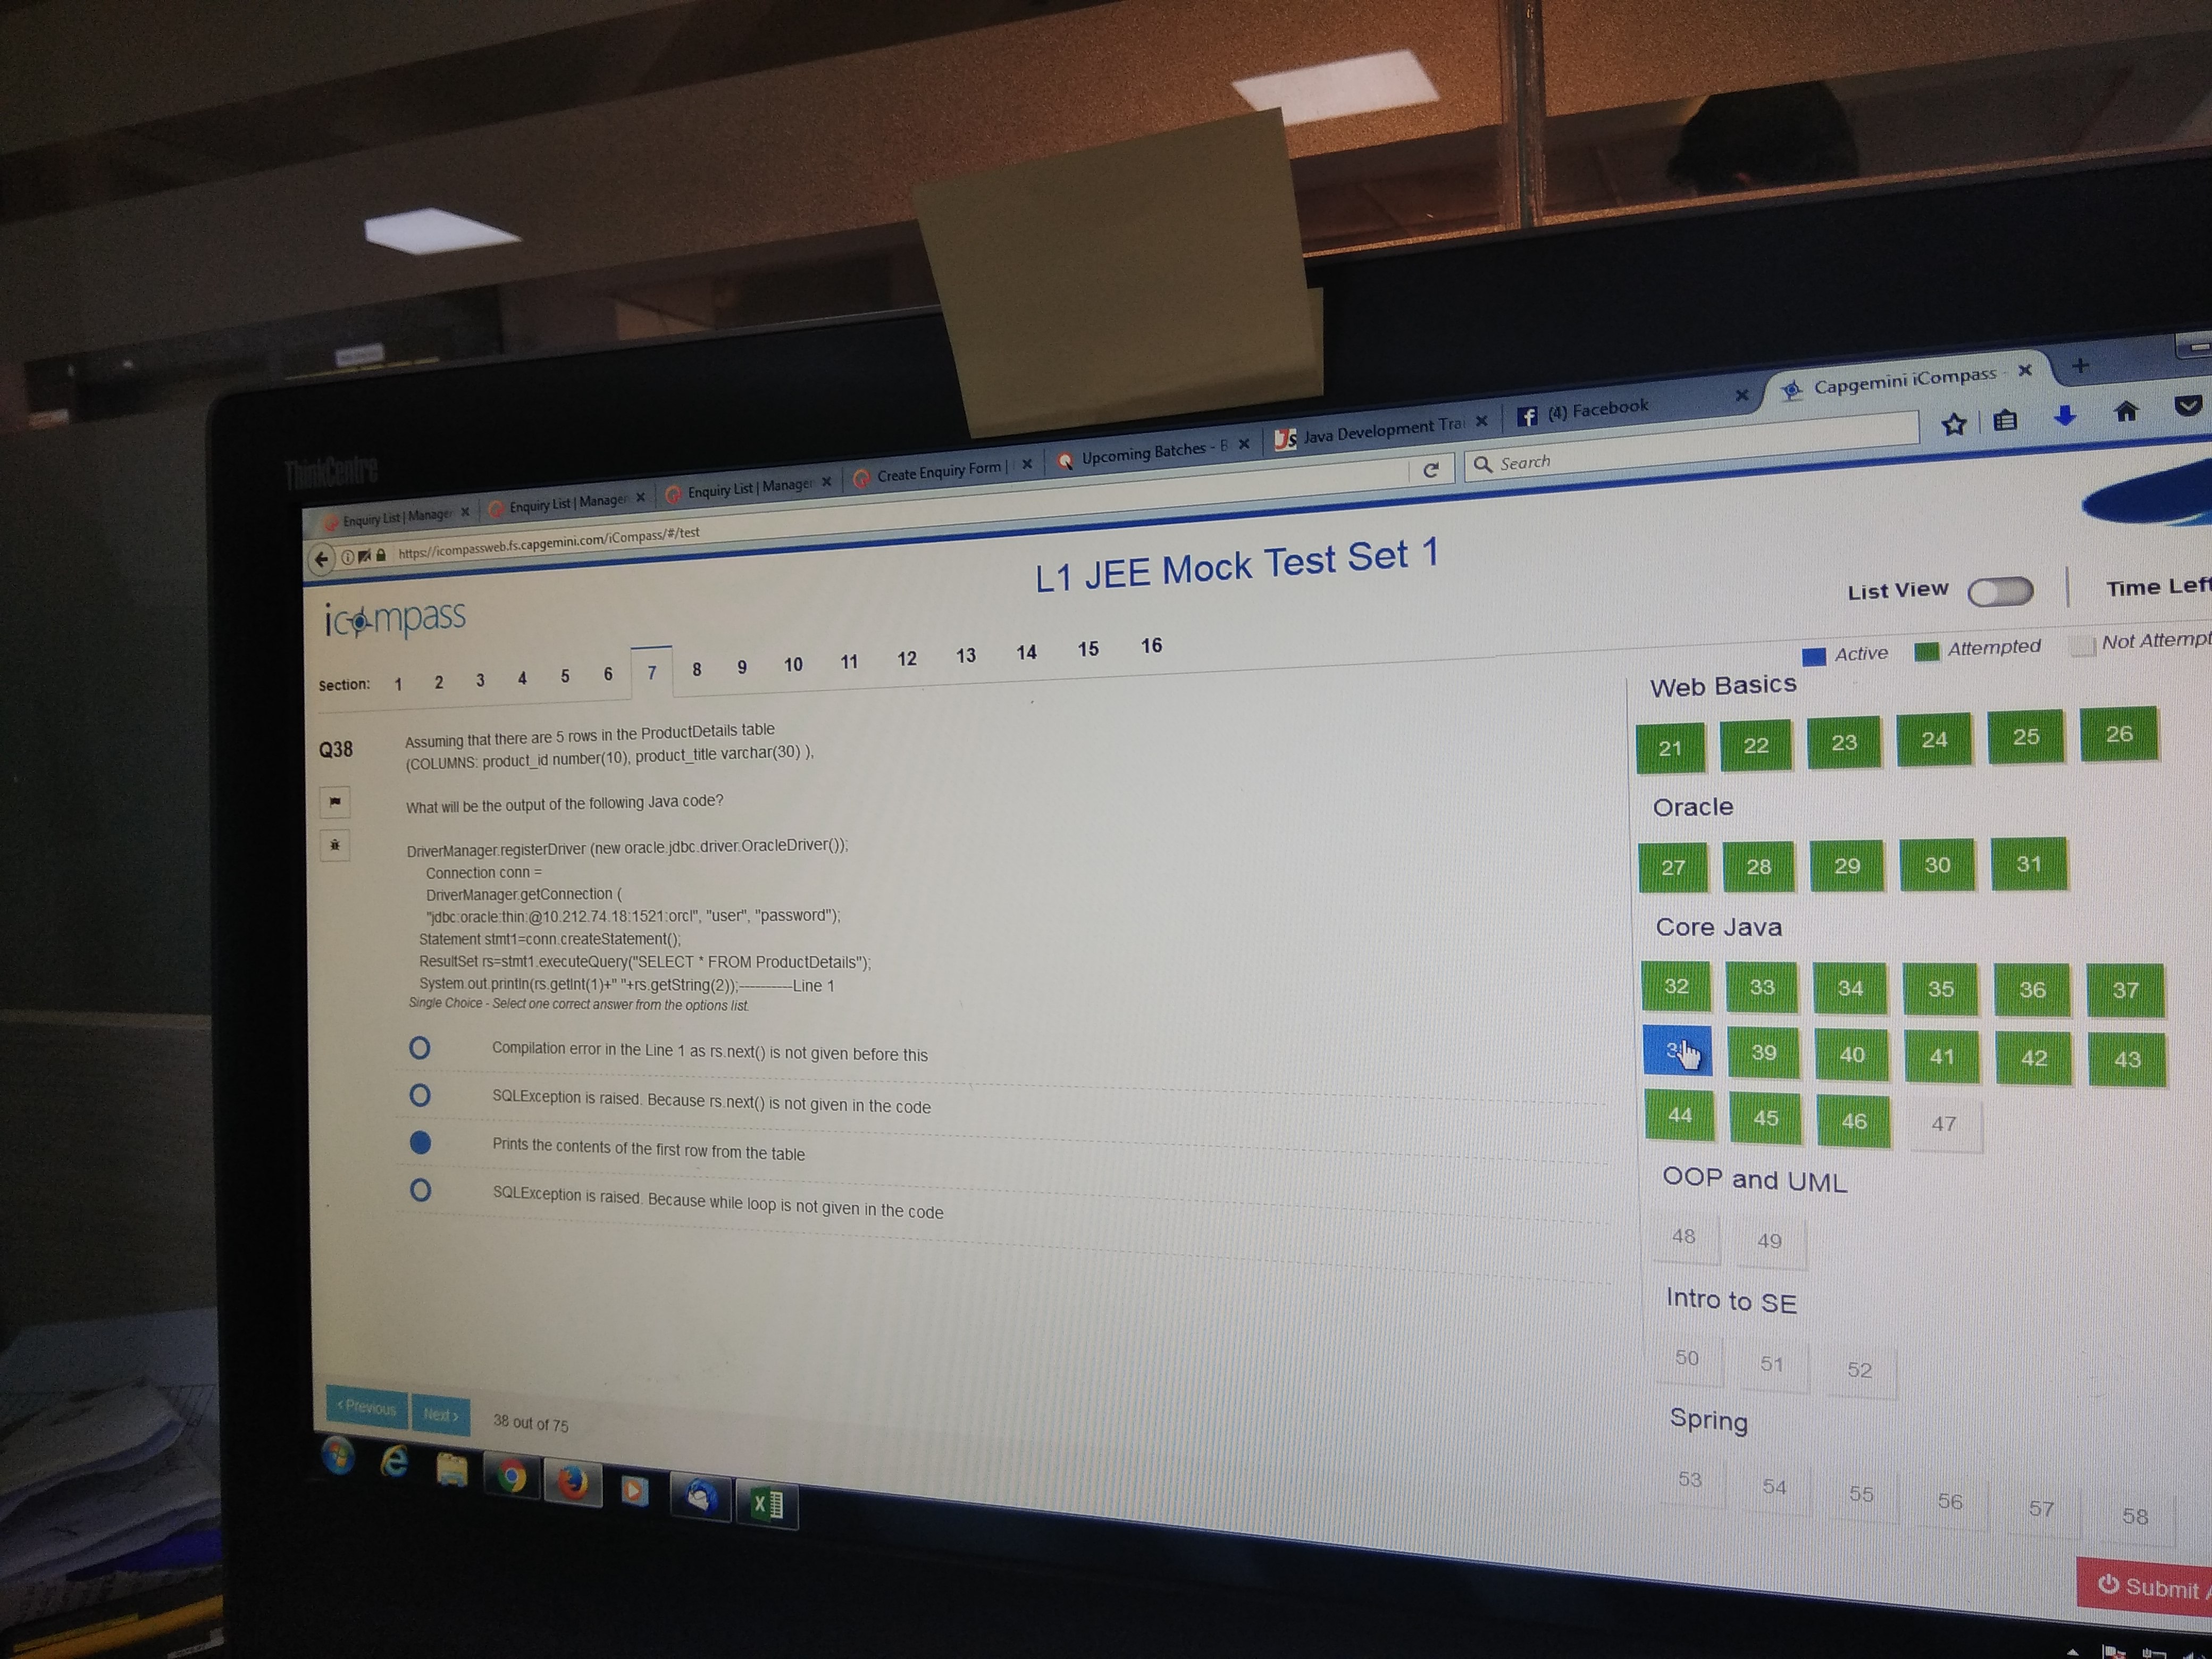 ThinkCentre
Enquiry List | Manager
Enquiry List | Manager
Enquiry List | Manager
Create Enquiry Form |
Upcoming Batches - B
Java Development Trai
(4) Facebook
Capgemini iCompass -
https://icompassweb.fs.capgemini.com/iCompass/#/test
Search
icompass
L1 JEE Mock Test Set 1
List View
Time Left
Section: 1 2 3 4 5 6 7 8 9 10 11 12 13 14 15 16
Active Attempted Not Attempt
Q38
Assuming that there are 5 rows in the ProductDetails table
(COLUMNS: product_id number(10), product_title varchar(30) ),
What will be the output of the following Java code?
DriverManager.registerDriver (new oracle.jdbc.driver.OracleDriver());
Connection conn =
DriverManager.getConnection (
"jdbc:oracle:thin:@10.212.74.18:1521:orcl", "user", "password");
Statement stmt1=conn.createStatement();
ResultSet rs=stmt1.executeQuery("SELECT * FROM ProductDetails");
System.out.println(rs.getInt(1)+" "+rs.getString(2));----------Line 1
Single Choice - Select one correct answer from the options list.
Compilation error in the Line 1 as rs.next() is not given before this
SQLException is raised. Because rs.next() is not given in the code
Prints the contents of the first row from the table
SQLException is raised. Because while loop is not given in the code
< Previous
Next >
38 out of 75
Web Basics
21 22 23 24 25 26
Oracle
27 28 29 30 31
Core Java
32 33 34 35 36 37
39 40 41 42 43
44 45 46 47
OOP and UML
48 49
Intro to SE
50 51 52
Spring
53 54 55 56 57 58
Submit